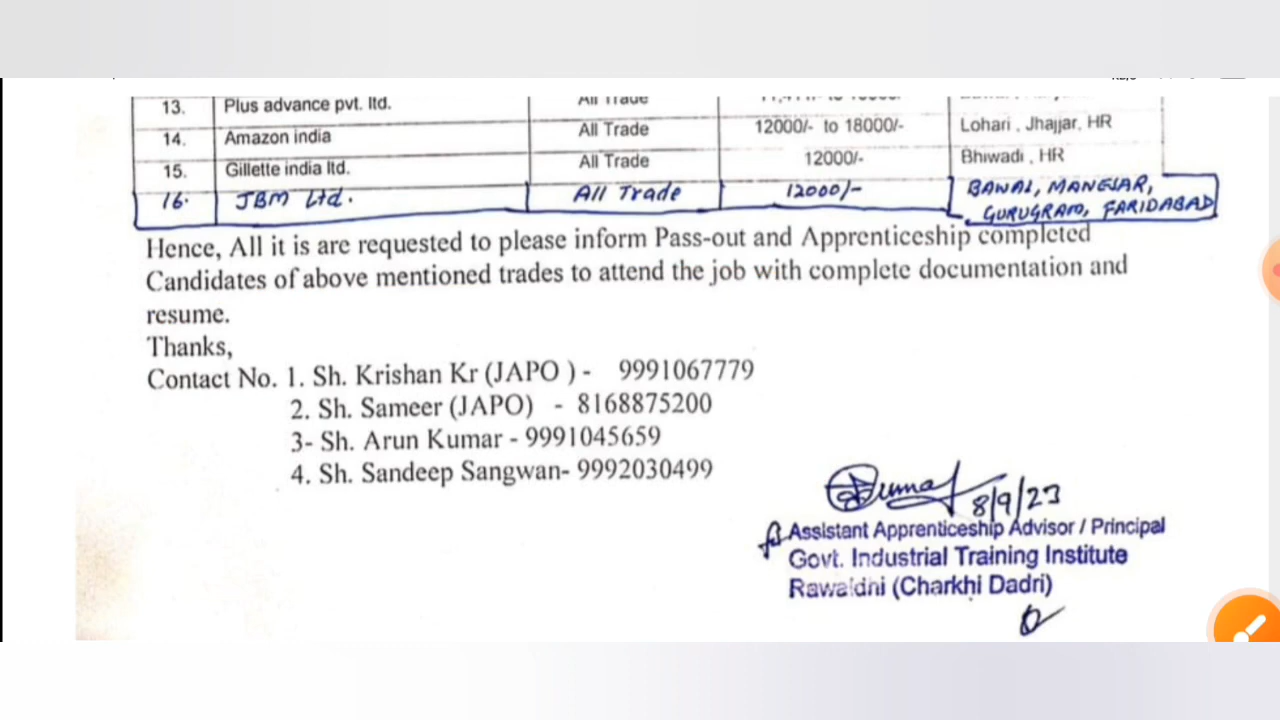 13. Plus advance pvt. ltd. All Trade
14. Amazon india All Trade 12000/- to 18000/- Lohari , Jhajjar, HR
15. Gillette india ltd. All Trade 12000/- Bhiwadi , HR
16. JBM Ltd. All Trade 12000/- BAWAL, MANESAR, GURUGRAM, FARIDABAD
Hence, All it is are requested to please inform Pass-out and Apprenticeship completed
Candidates of above mentioned trades to attend the job with complete documentation and
resume.
Thanks,
Contact No. 1. Sh. Krishan Kr (JAPO ) - 9991067779
2. Sh. Sameer (JAPO) - 8168875200
3- Sh. Arun Kumar - 9991045659
4. Sh. Sandeep Sangwan- 9992030499
8/9/23
Assistant Apprenticeship Advisor / Principal
Govt. Industrial Training Institute
(Charkhi Dadri)